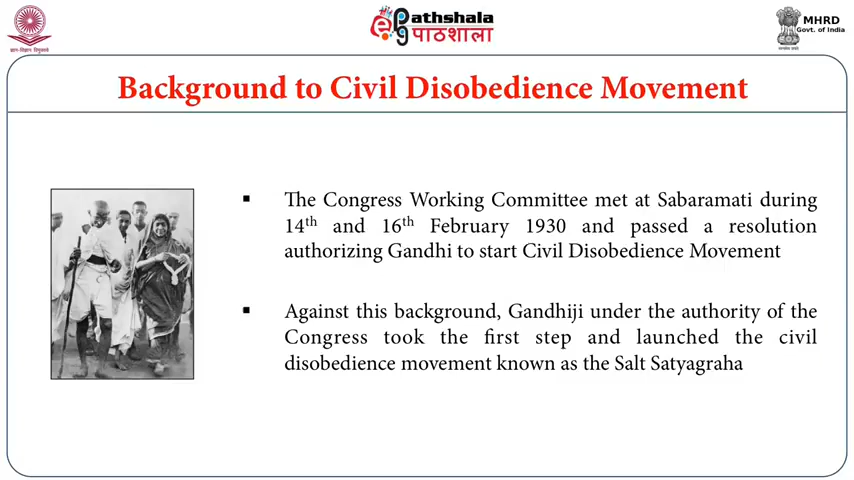 ज्ञान-विज्ञान विमुक्तये
ePathshala
pg पाठशाला
MHRD
Govt. of India
Background to Civil Disobedience Movement
▪ The Congress Working Committee met at Sabaramati during
14th and 16th February 1930 and passed a resolution
authorizing Gandhi to start Civil Disobedience Movement
▪ Against this background, Gandhiji under the authority of the
Congress took the first step and launched the civil
disobedience movement known as the Salt Satyagraha